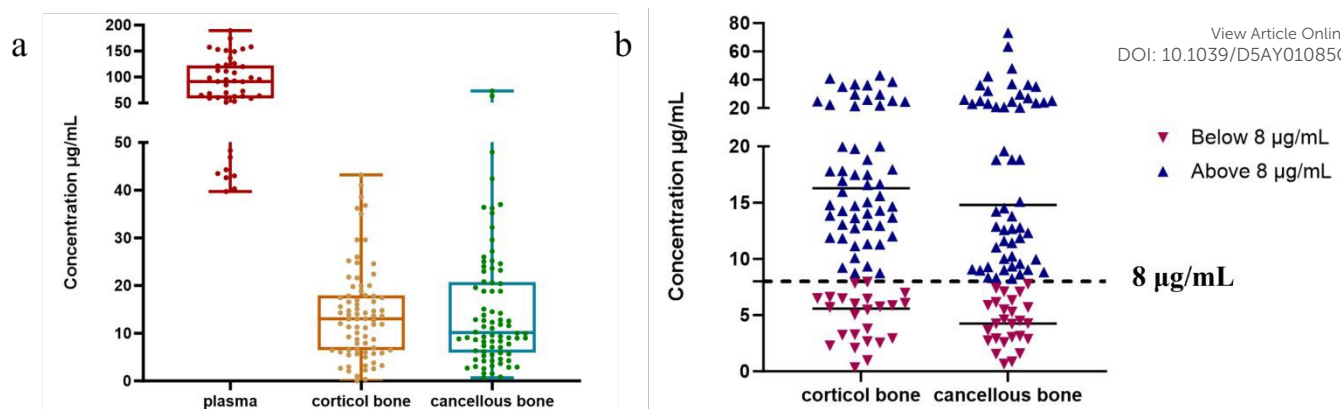 a
Concentration µg/mL
200
150
100
50
50
40
30
20
10
0
plasma
corticol bone
cancellous bone
b
Concentration µg/mL
80
60
40
20
20
15
10
5
0
corticol bone
cancellous bone
View Article Onlin
DOI: 10.1039/D5AY01085
Below 8 µg/mL
Above 8 µg/mL
8 µg/mL